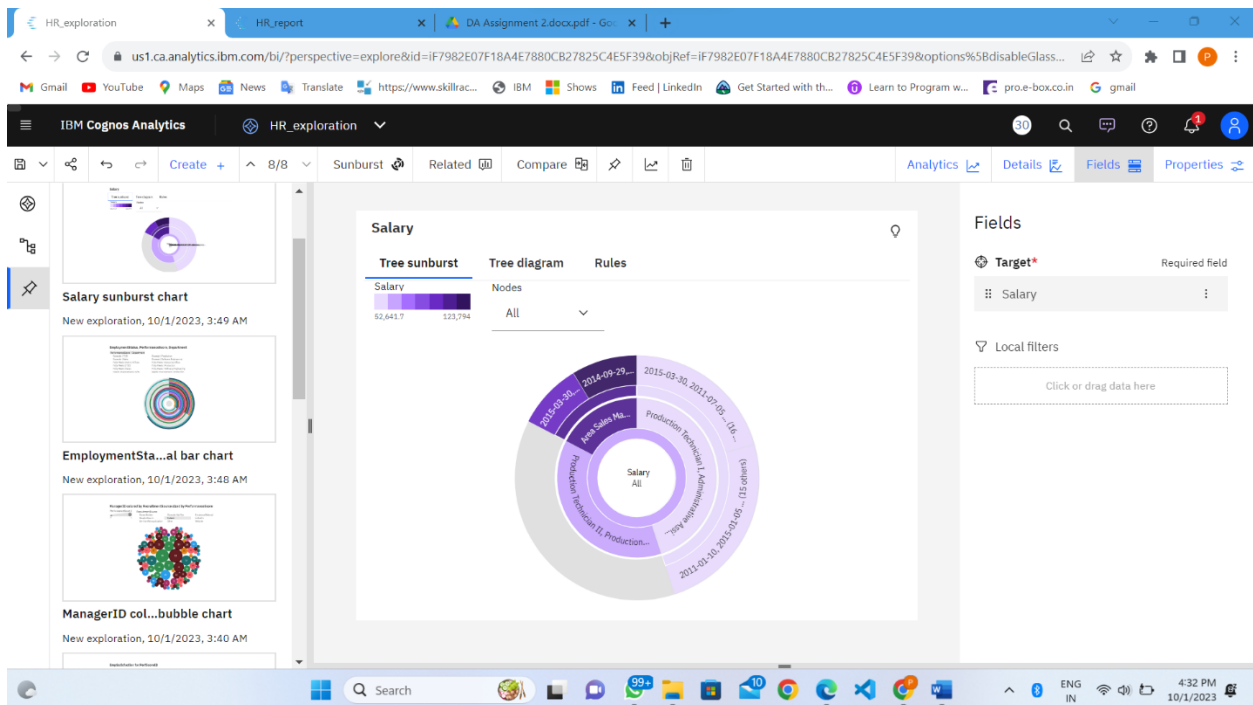 HR_exploration
HR_report
DA Assignment 2.docx.pdf - Goo
us1.ca.analytics.ibm.com/bi/?perspective=explore&id=iF7982E07F18A4E7880CB27825C4E5F39&objRef=iF7982E07F18A4E7880CB27825C4E5F39&options%5BdisableGlass...
P
Gmail YouTube Maps News Translate https://www.skillrac... IBM Shows Feed | LinkedIn Get Started with th... Learn to Program w... pro.e-box.co.in gmail
IBM Cognos Analytics HR_exploration 30 1
Create + 8/8 Sunburst Related Compare Analytics Details Fields Properties
Salary sunburst chart
New exploration, 10/1/2023, 3:49 AM
EmploymentSta...al bar chart
New exploration, 10/1/2023, 3:48 AM
ManagerID col...bubble chart
New exploration, 10/1/2023, 3:40 AM
Salary
Tree sunburst Tree diagram Rules
Salary
52,641.7 123,794
Nodes
All
2014-09-29,...
2015-03-30,...
2015-03-30, 2011-07-05 ... (16 ...
Area Sales Ma...
Production Technician I, Administrative Assi...
Salary
All
Production Technician II, Production...
2011-01-10, 2015-01-05 ... (15 others)
Fields
Target* Required field
Salary
Local filters
Click or drag data here
Search
99+
10
ENG
IN
4:32 PM
10/1/2023